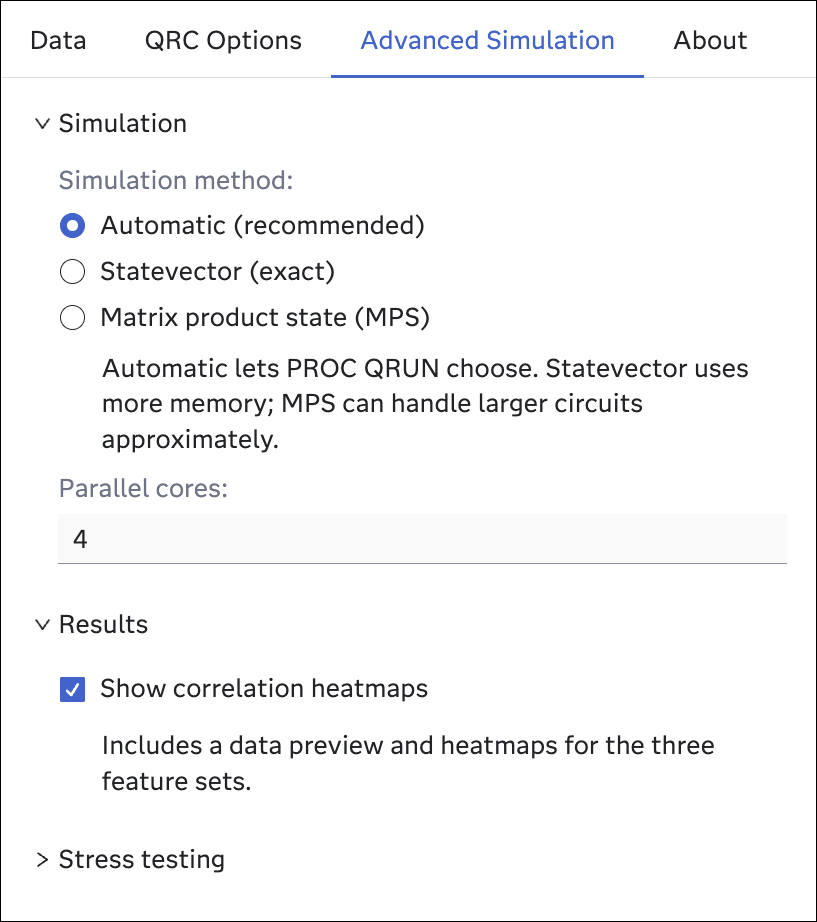 Data QRC Options Advanced Simulation About
Simulation
Simulation method:
Automatic (recommended)
Statevector (exact)
Matrix product state (MPS)
Automatic lets PROC QRUN choose. Statevector uses
more memory; MPS can handle larger circuits
approximately.
Parallel cores:
4
Results
Show correlation heatmaps
Includes a data preview and heatmaps for the three
feature sets.
Stress testing